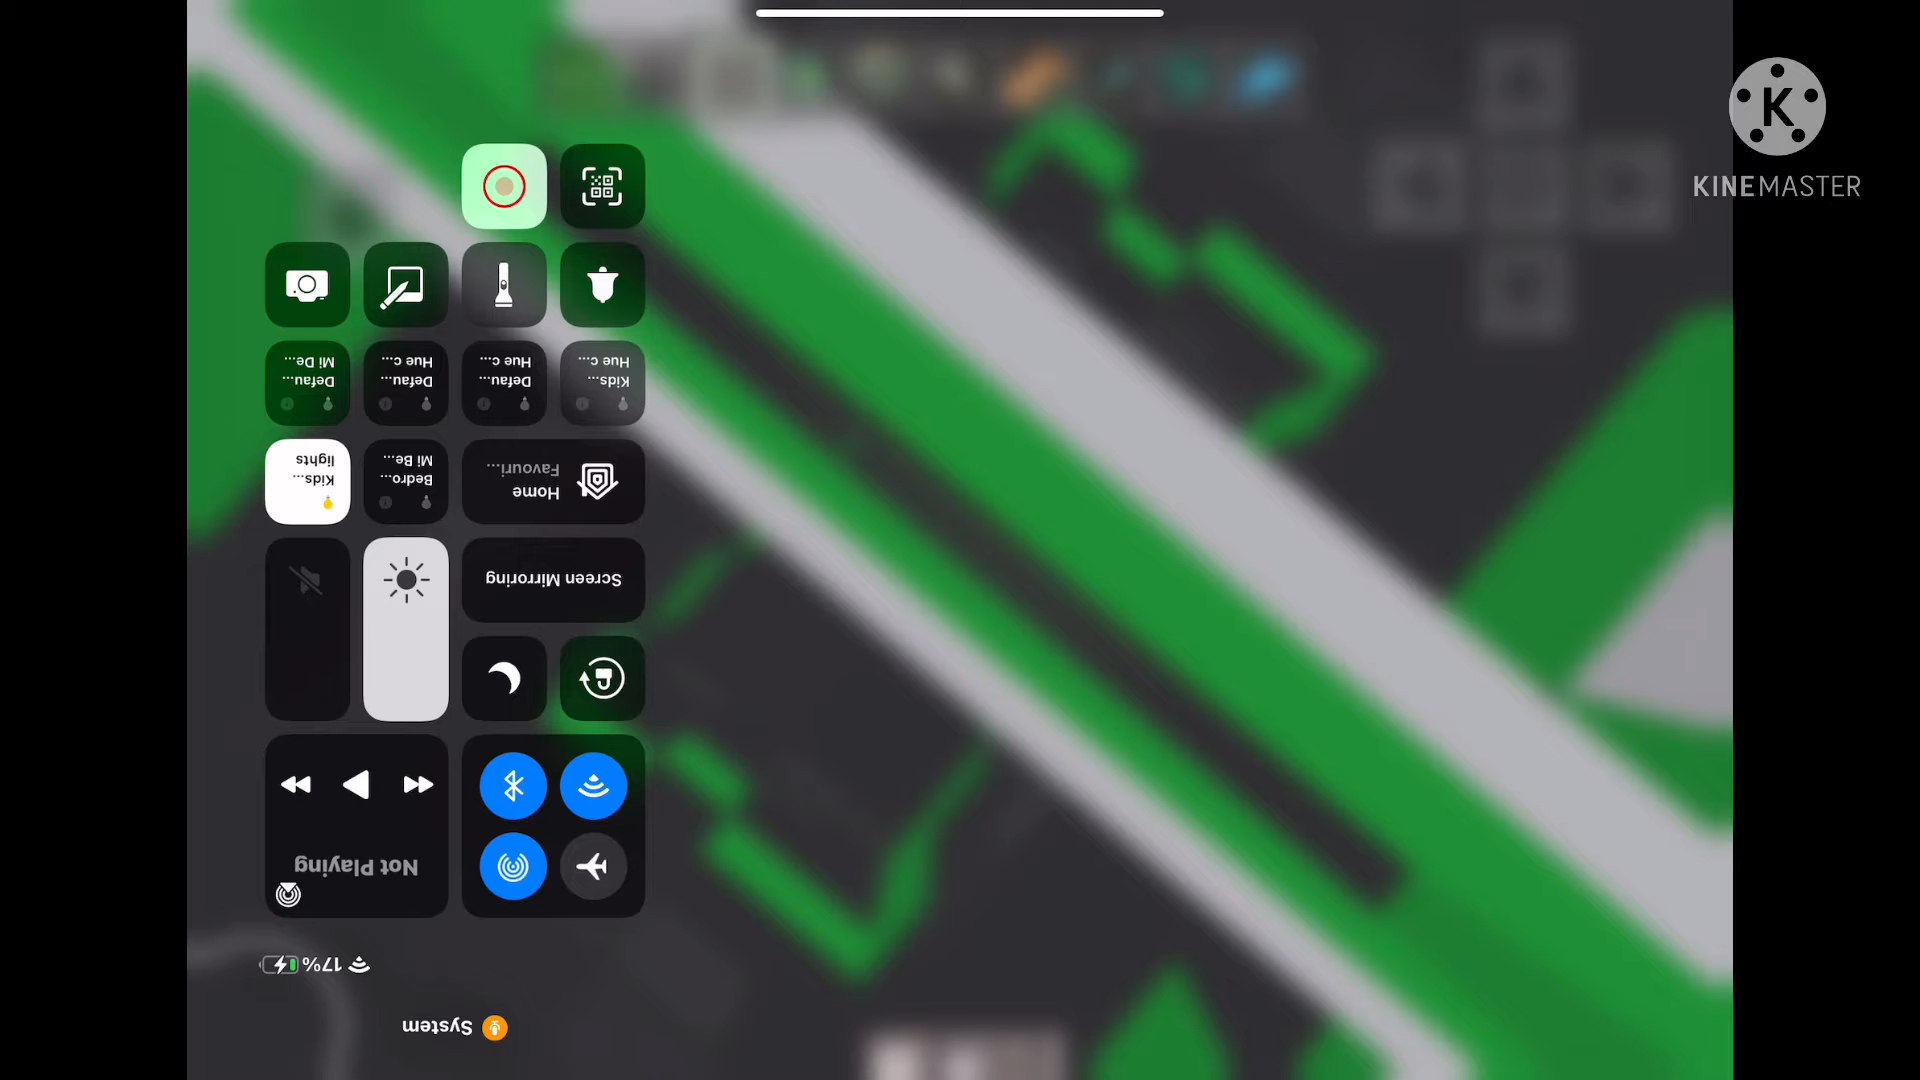 K
KINEMASTER
Mi De...
Defau...
Hue c...
Defau...
Hue c...
Defau...
Hue c...
Kids...
lights
Kids...
Mi Be...
Bedro...
Favouri...
Home
Screen Mirroring
Not Playing
17%
System